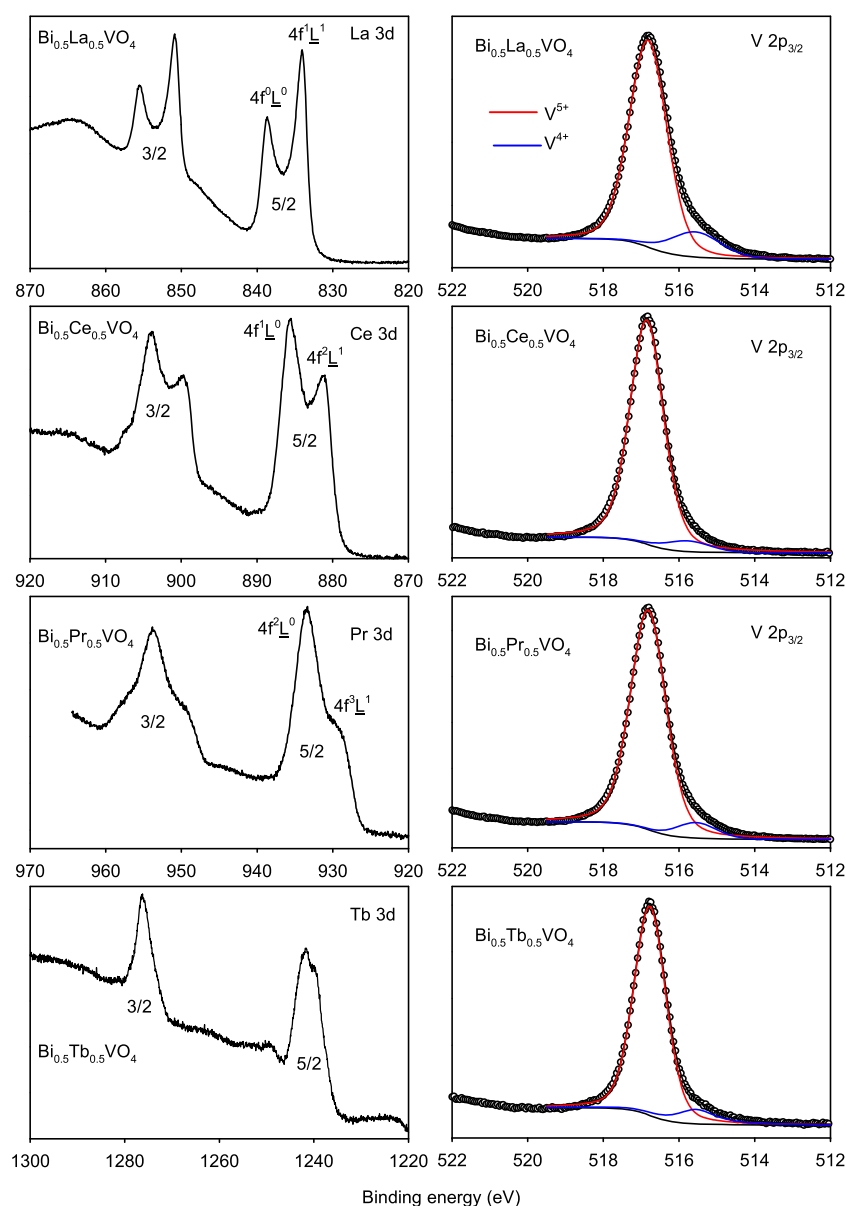 Bi0.5La0.5VO4
La 3d
4f1L1
4f0L0
3/2
5/2
870 860 850 840 830 820
Bi0.5La0.5VO4
V 2p3/2
V5+
V4+
522 520 518 516 514 512
Bi0.5Ce0.5VO4
Ce 3d
4f1L0
4f2L1
3/2
5/2
920 910 900 890 880 870
Bi0.5Ce0.5VO4
V 2p3/2
522 520 518 516 514 512
Bi0.5Pr0.5VO4
Pr 3d
4f2L0
4f3L1
3/2
5/2
970 960 950 940 930 920
Bi0.5Pr0.5VO4
V 2p3/2
522 520 518 516 514 512
Tb 3d
3/2
5/2
Bi0.5Tb0.5VO4
1300 1280 1260 1240 1220
Bi0.5Tb0.5VO4
522 520 518 516 514 512
Binding energy (eV)